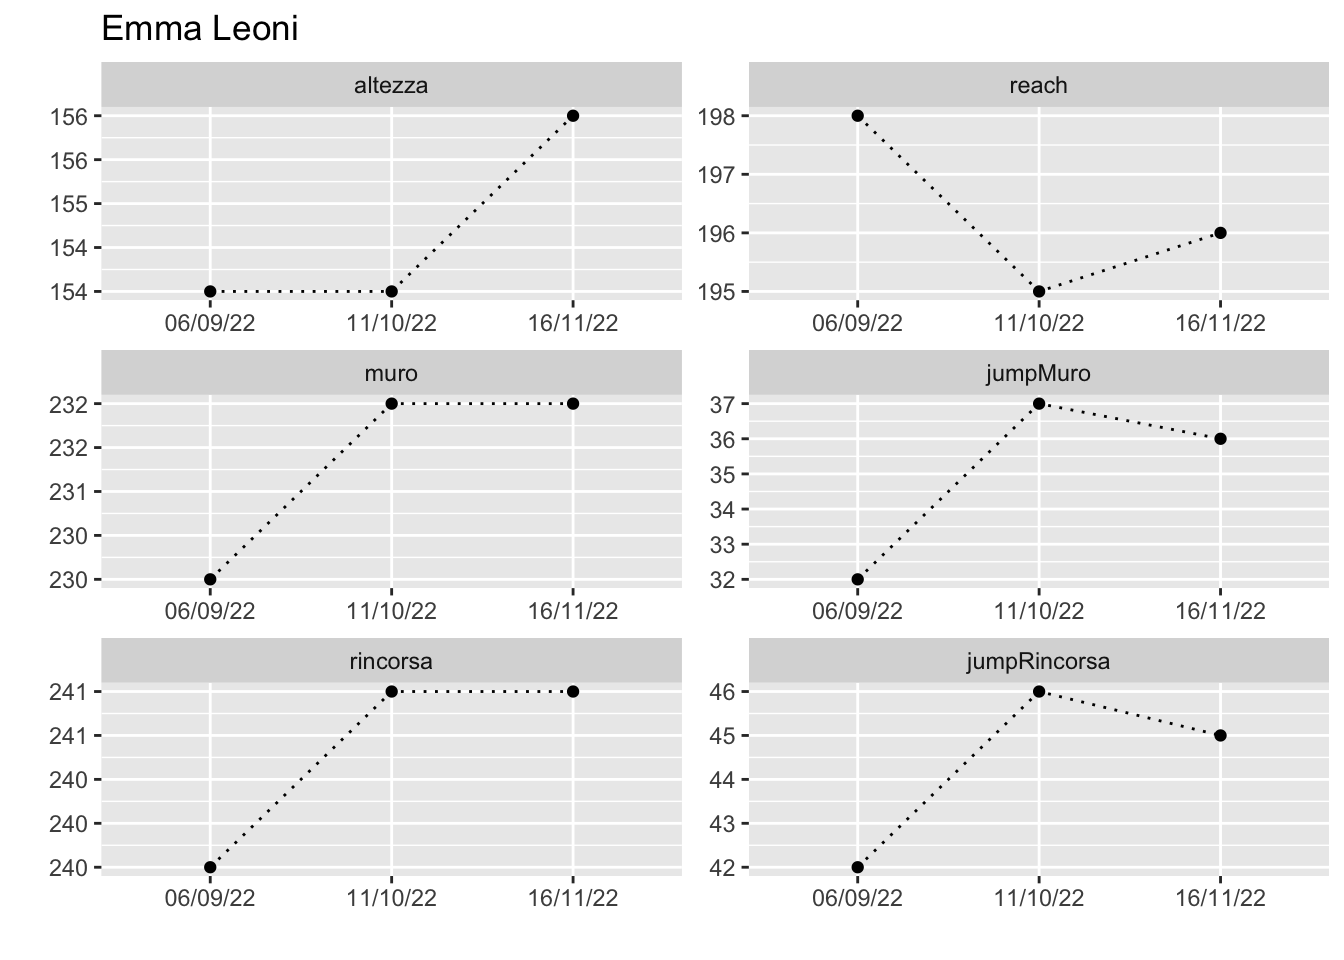 Emma Leoni
altezza
156
156
155
154
154
06/09/22 11/10/22 16/11/22
reach
198
197
196
195
06/09/22 11/10/22 16/11/22
muro
232
232
231
230
230
06/09/22 11/10/22 16/11/22
jumpMuro
37
36
35
34
33
32
06/09/22 11/10/22 16/11/22
rincorsa
241
241
240
240
240
06/09/22 11/10/22 16/11/22
jumpRincorsa
46
45
44
43
42
06/09/22 11/10/22 16/11/22